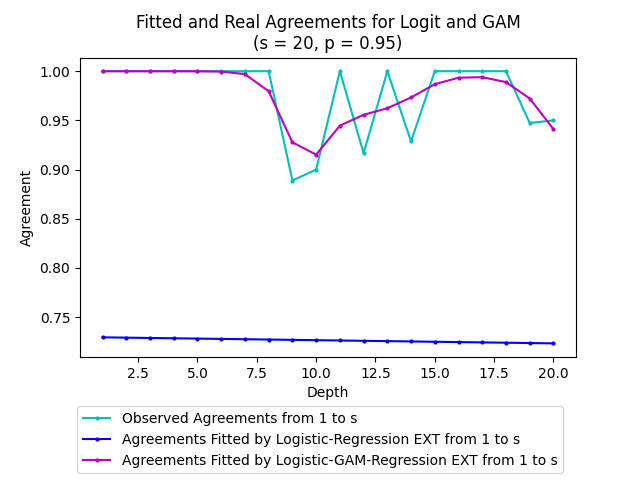 Fitted and Real Agreements for Logit and GAM
(s = 20, p = 0.95)
1.00
0.95
0.90
0.85
0.80
0.75
Agreement
2.5 5.0 7.5 10.0 12.5 15.0 17.5 20.0
Depth
Observed Agreements from 1 to s
Agreements Fitted by Logistic-Regression EXT from 1 to s
Agreements Fitted by Logistic-GAM-Regression EXT from 1 to s